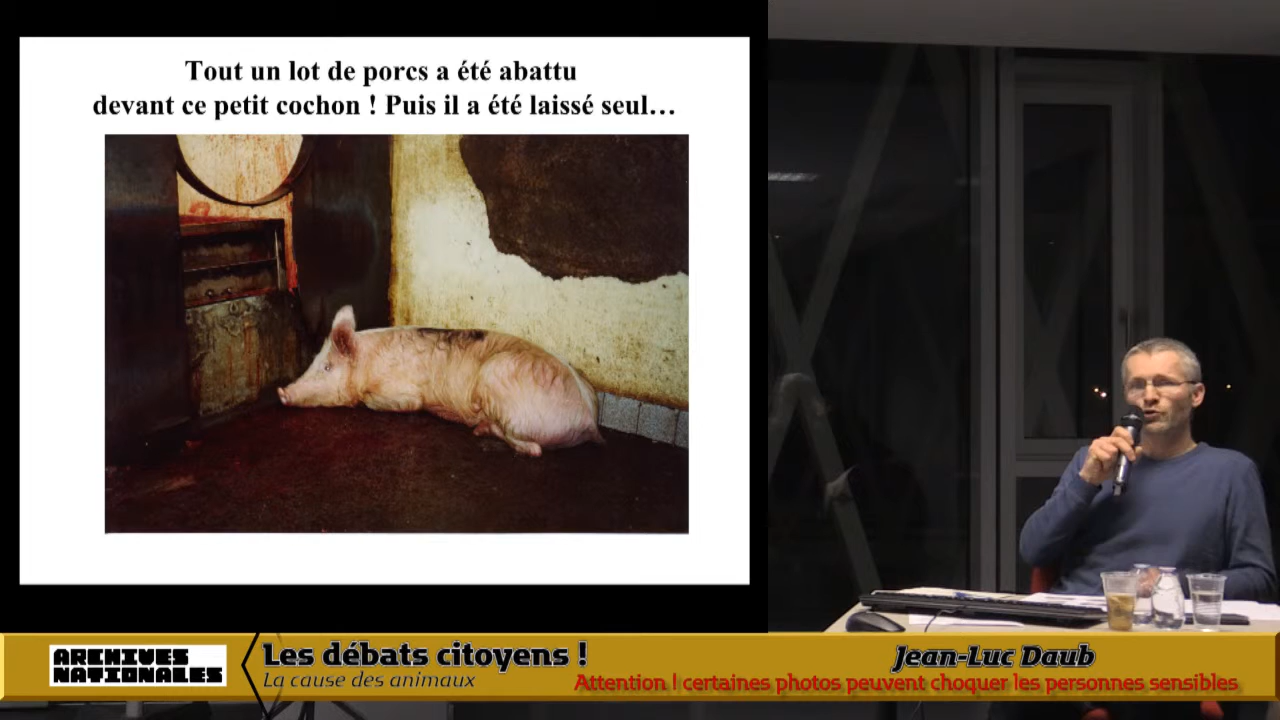 Tout un lot de porcs a été abattu
devant ce petit cochon ! Puis il a été laissé seul…
ARCHIVES
NATIONALES
Les débats citoyens !
La cause des animaux
Jean-Luc Daub
Attention ! certaines photos peuvent choquer les personnes sensibles